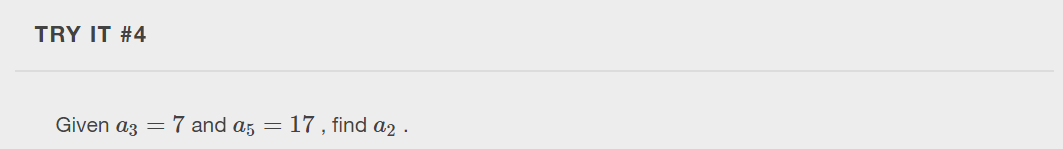 TRY IT #4
Given a₃ = 7 and a₅ = 17 , find a₂ .